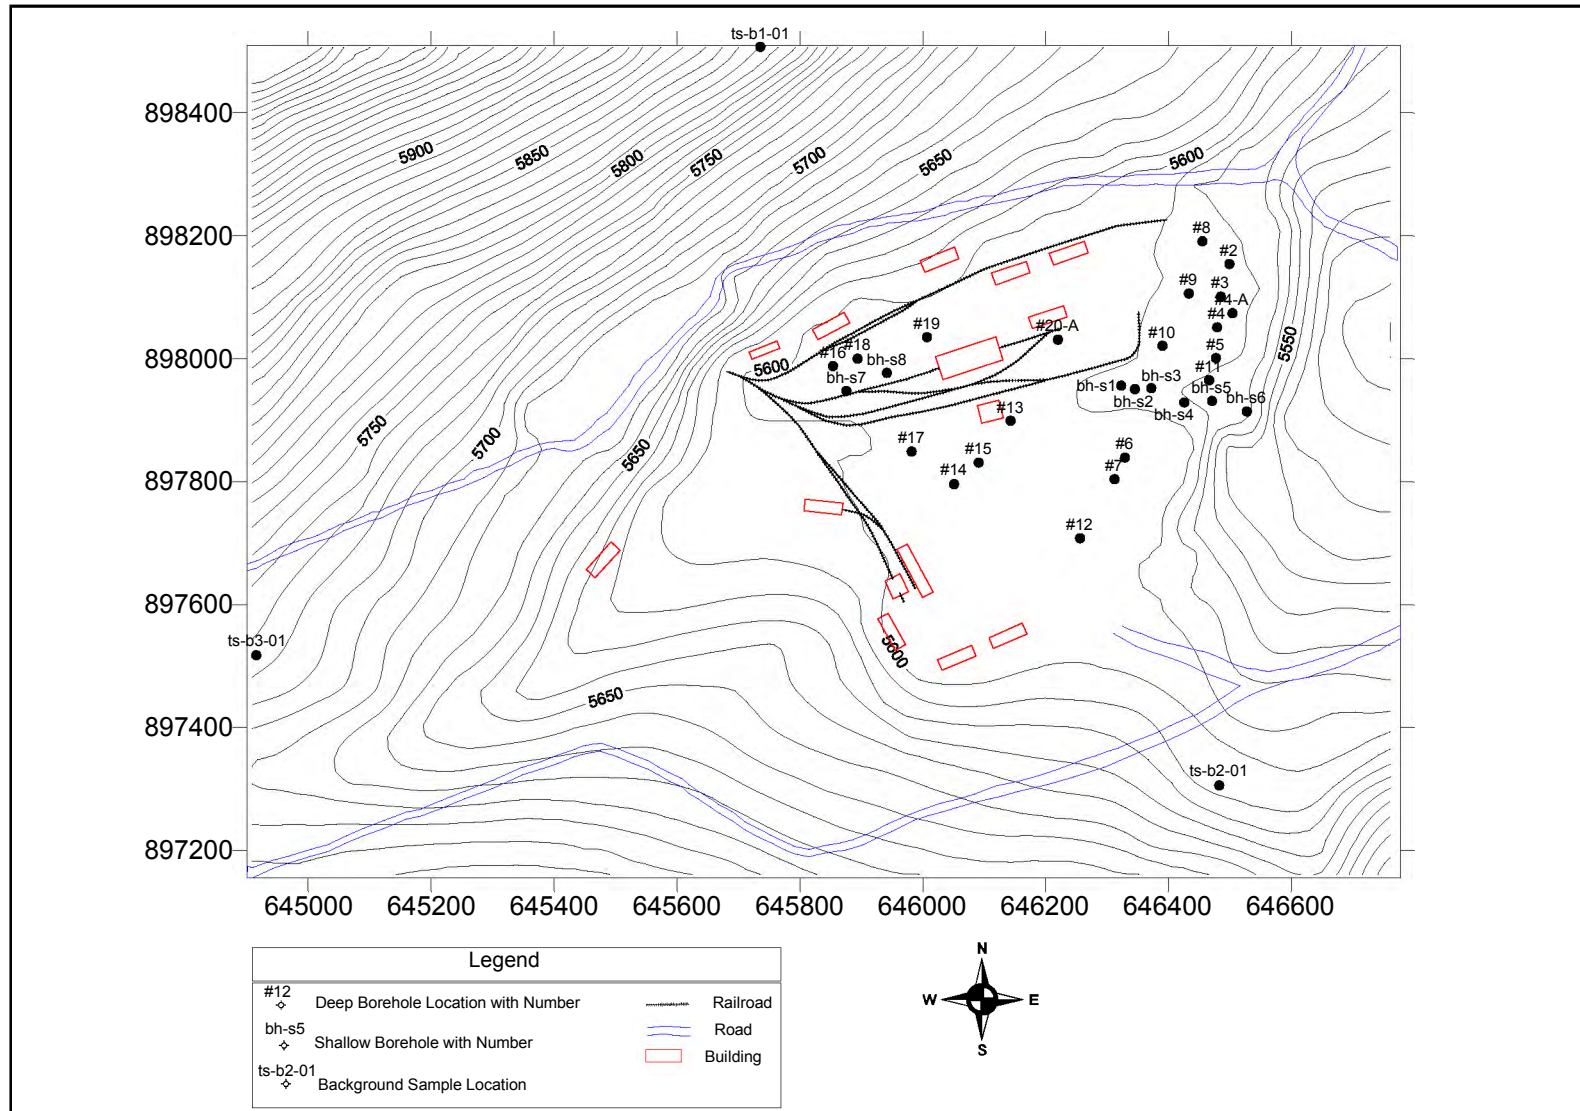 ts-b1-01
898400
5900
5850
5800
5750
5700
5650
5600
898200
#8
#2
#9
#3
#4-A
#4
#19
#20-A
#10
5550
898000
#18
#16
bh-s8
#5
5600
bh-s7
#11
bh-s1
bh-s3
bh-s5
bh-s6
bh-s2
bh-s4
#13
5750
5700
5650
#17
#15
#6
897800
#14
#7
#12
897600
ts-b3-01
5600
5650
897400
ts-b2-01
897200
645000 645200 645400 645600 645800 646000 646200 646400 646600
Legend
#12
Deep Borehole Location with Number
Railroad
bh-s5
Shallow Borehole with Number
Road
Building
ts-b2-01
Background Sample Location
N
W E
S